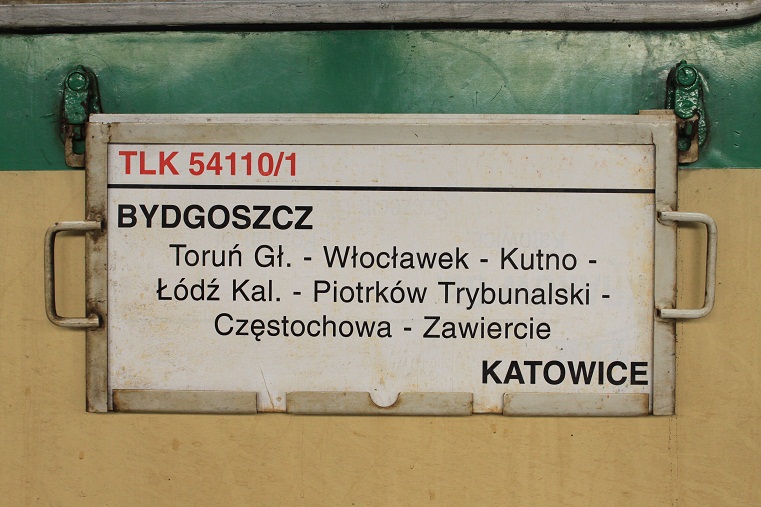 TLK 54110/1
BYDGOSZCZ
Toruń Gł. - Włocławek - Kutno -
Łódź Kal. - Piotrków Trybunalski -
Częstochowa - Zawiercie
KATOWICE